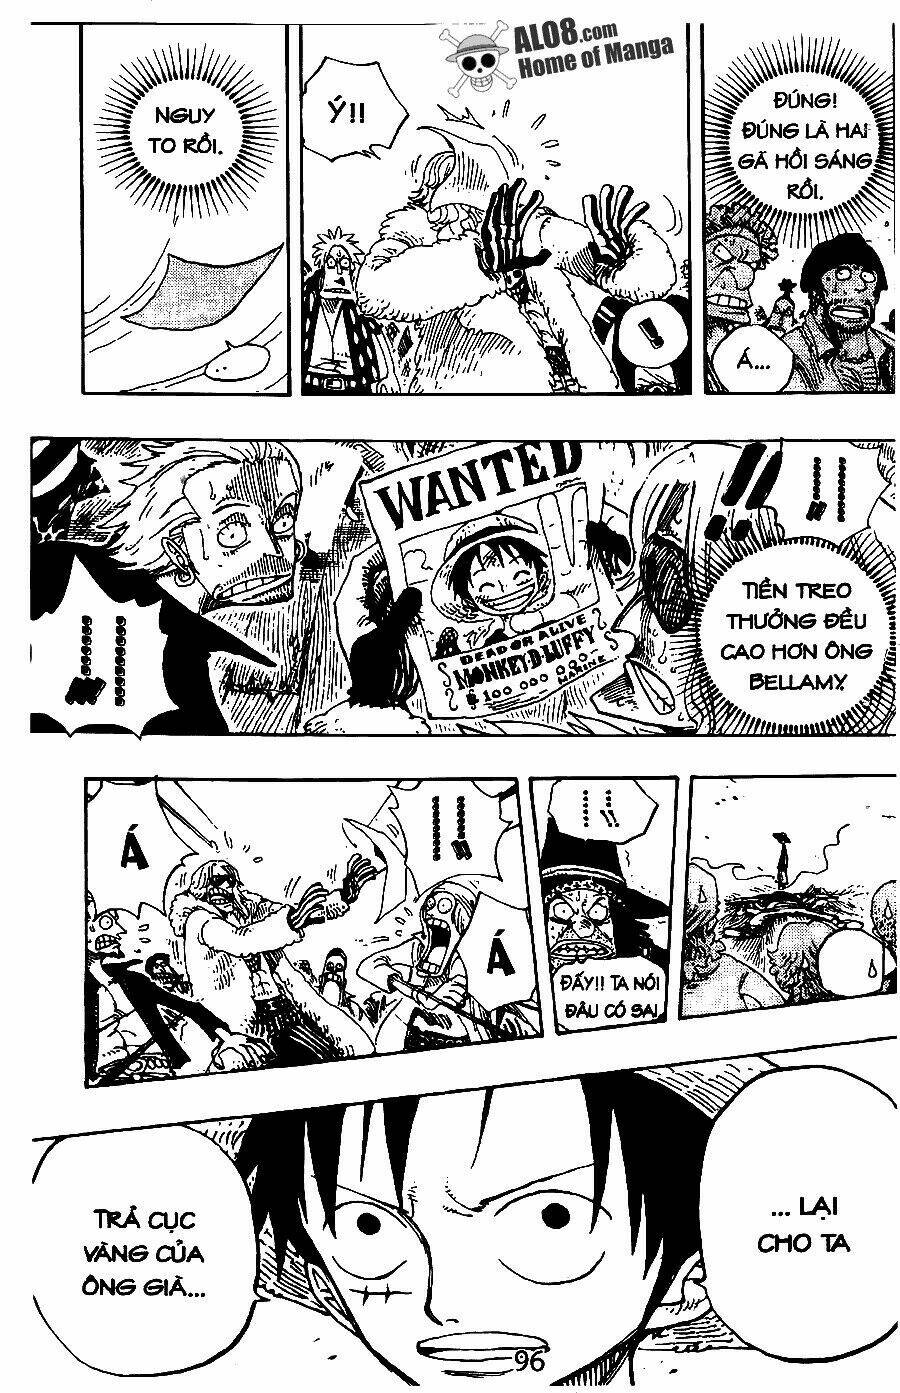 AL08.com
Home of Manga
NGUY
TO RỒI.
Ý!!
!!
ĐÚNG!
ĐÚNG LÀ HAI
GÃ HỒI SÁNG
RỒI.
Á...
WANTED
DEAD OR ALIVE
MONKEY·D·LUFFY
100 000 000-
MARINE
!!
TIỀN TREO
THƯỞNG ĐỀU
CAO HƠN ÔNG
BELLAMY.
Á
Á
ĐẤY!! TA NÓI
ĐÂU CÓ SAI
TRẢ CỤC
VÀNG CỦA
ÔNG GIÀ...
... LẠI
CHO TA
96